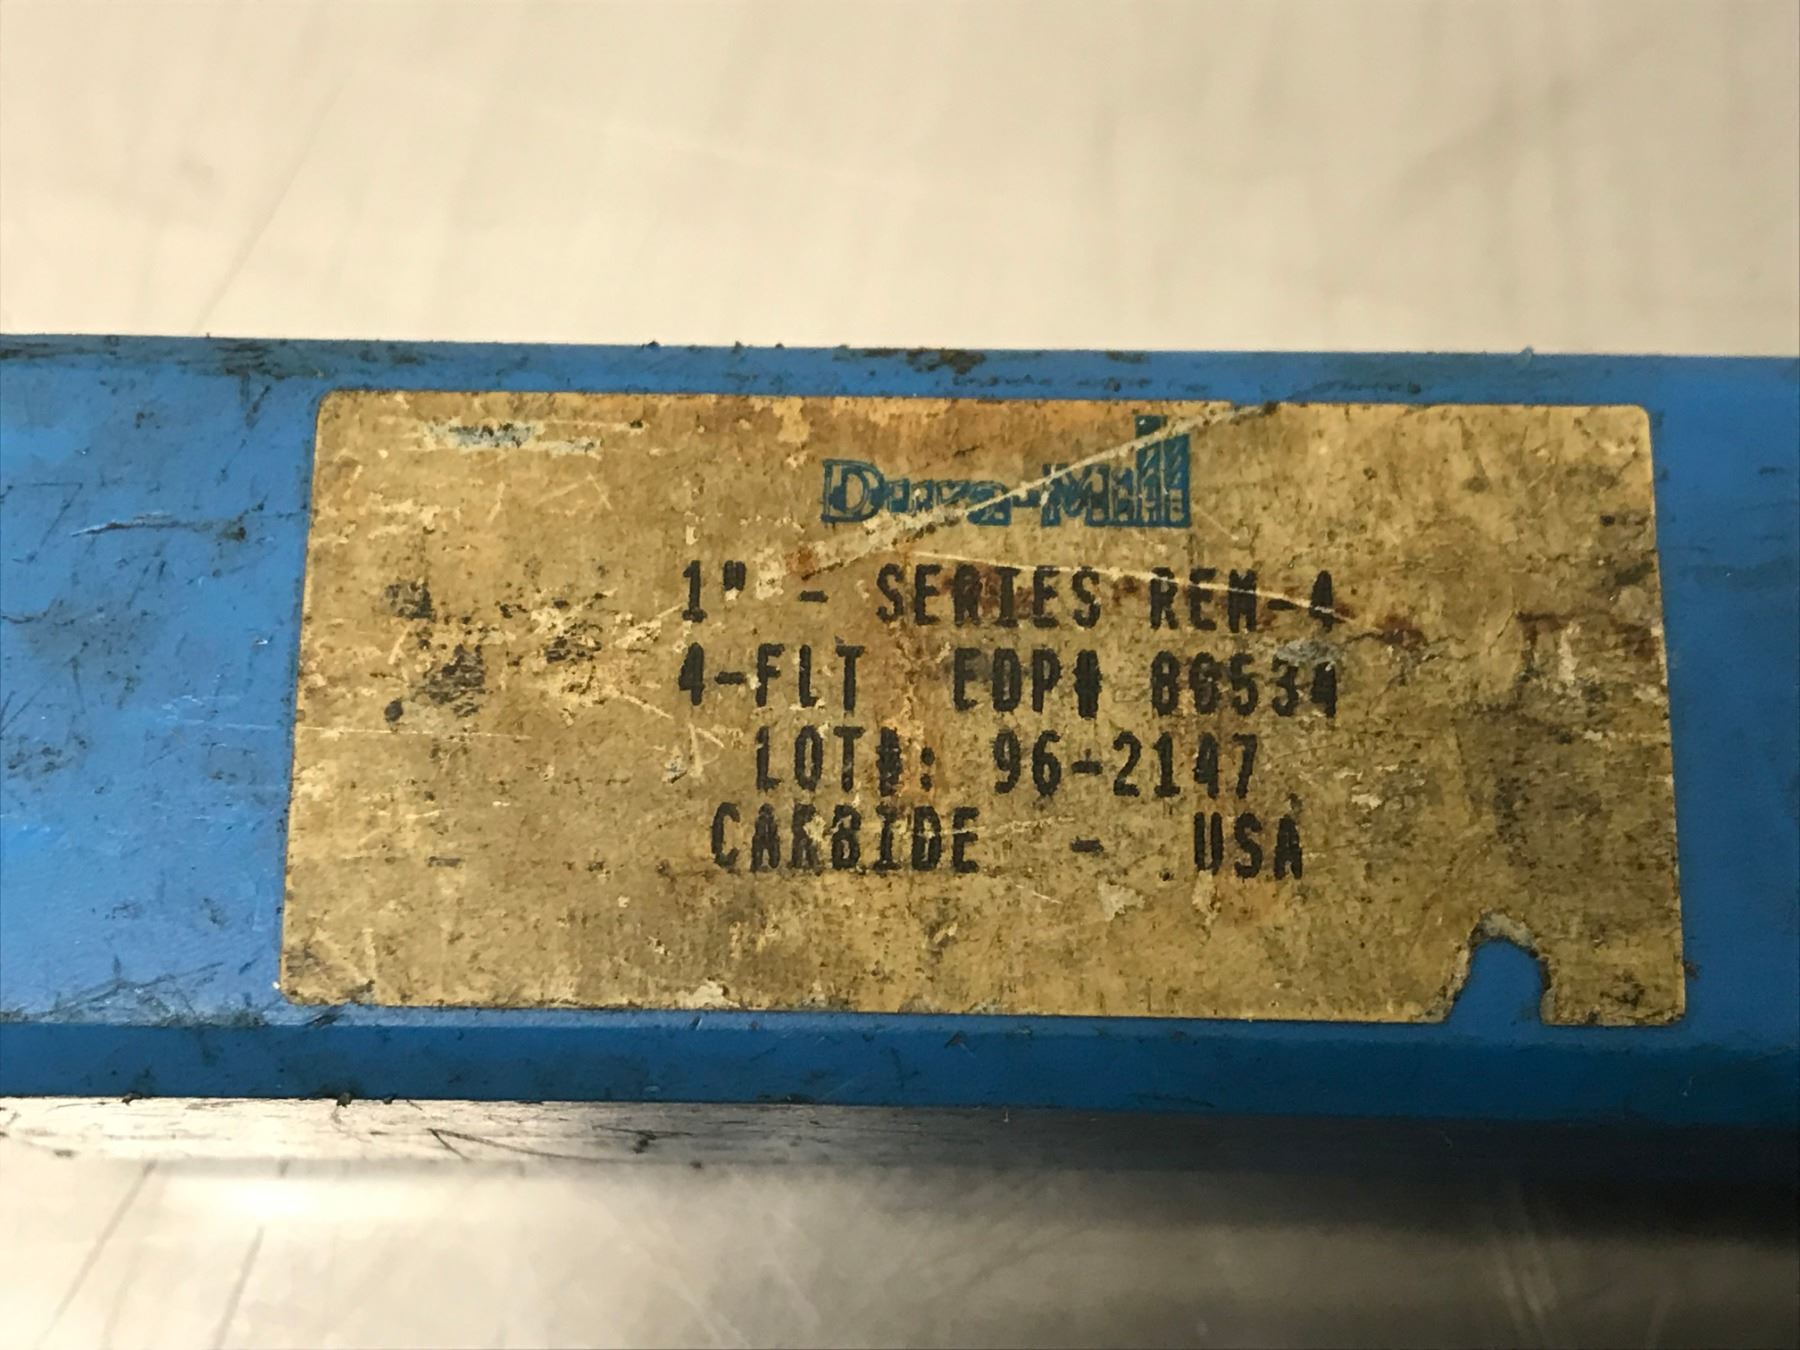 Dura-Mill
1" - SERIES REM-4
4-FLT EDP# 86534
LOT#: 96-2147
CARBIDE - USA